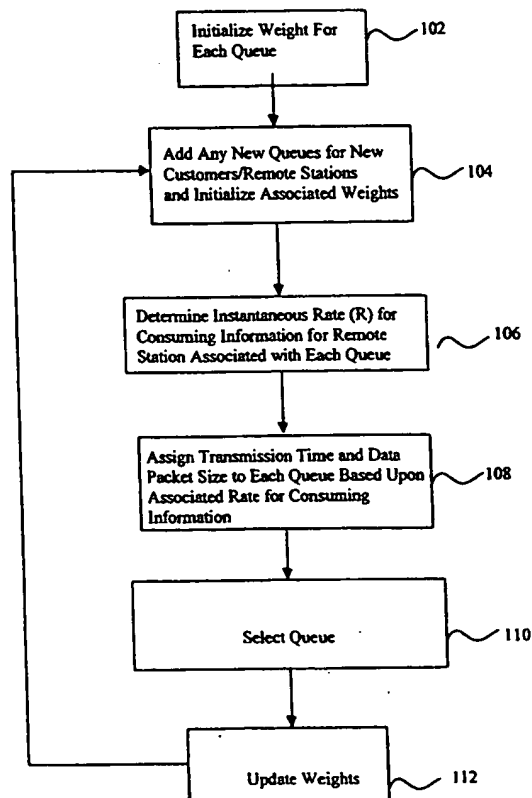 Initialize Weight For
Each Queue
102
Add Any New Queues for New
Customers/Remote Stations
and Initialize Associated Weights
104
Determine Instantaneous Rate (R) for
Consuming Information for Remote
Station Associated with Each Queue
106
Assign Transmission Time and Data
Packet Size to Each Queue Based Upon
Associated Rate for Consuming
Information
108
Select Queue
110
Update Weights
112